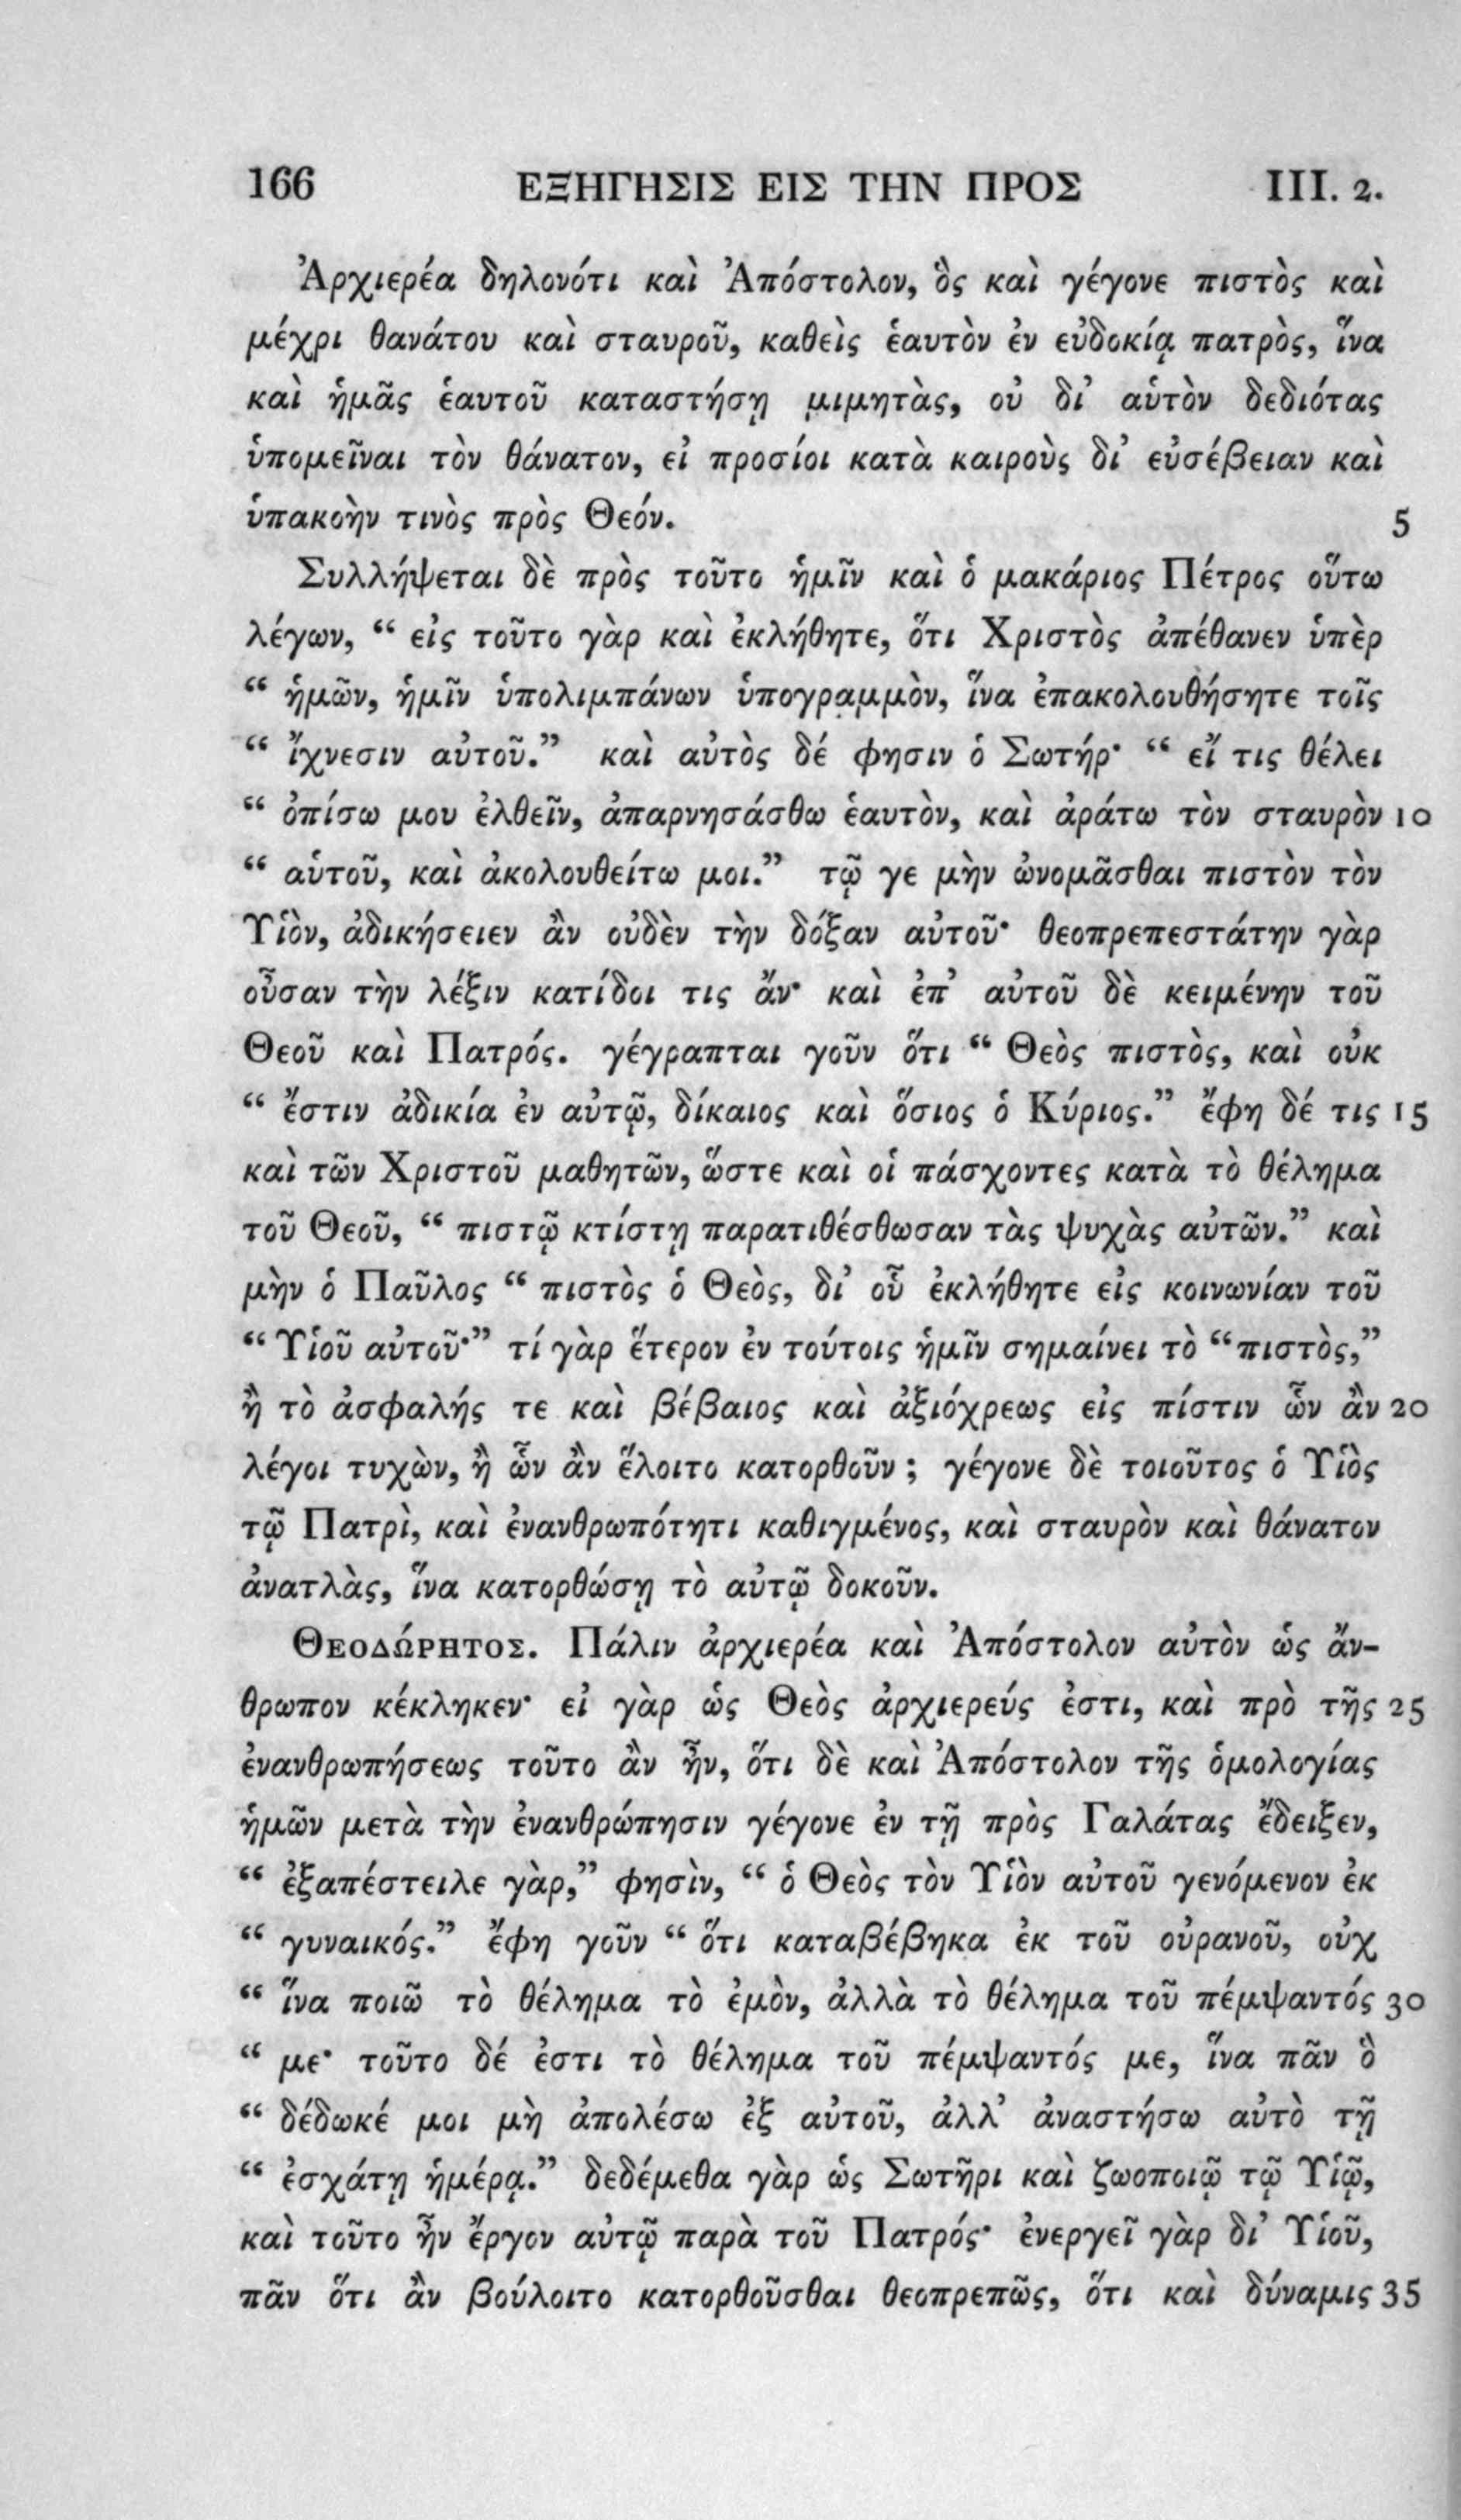 166 ΕΞΗΓΗΣΙΣ ΕΙΣ ΤΗΝ ΠΡΟΣ III. 2.
Ἀρχιερέα δηλονότι καὶ Ἀπόστολον, ὃς καὶ γέγονε πιστὸς καὶ
μέχρι θανάτου καὶ σταυροῦ, καθεὶς ἑαυτὸν ἐν εὐδοκίᾳ πατρὸς, ἵνα
καὶ ἡμᾶς ἑαυτοῦ καταστήσῃ μιμητὰς, οὐ δι’ αὑτὸν δεδιότας
ὑπομεῖναι τὸν θάνατον, εἰ προσίοι κατὰ καιροὺς δι’ εὐσέβειαν καὶ
ὑπακοὴν τινὸς πρὸς Θεόν. 5
Συλλήψεται δὲ πρὸς τοῦτο ἡμῖν καὶ ὁ μακάριος Πέτρος οὕτω
λέγων, “ εἰς τοῦτο γὰρ καὶ ἐκλήθητε, ὅτι Χριστὸς ἀπέθανεν ὑπὲρ
“ ἡμῶν, ἡμῖν ὑπολιμπάνων ὑπογραμμὸν, ἵνα ἐπακολουθήσητε τοῖς
“ ἴχνεσιν αὐτοῦ.” καὶ αὐτὸς δέ φησιν ὁ Σωτήρ· “ εἴ τις θέλει
“ ὀπίσω μου ἐλθεῖν, ἀπαρνησάσθω ἑαυτὸν, καὶ ἀράτω τὸν σταυρὸν 10
“ αὑτοῦ, καὶ ἀκολουθείτω μοι.” τῷ γε μὴν ὠνομᾶσθαι πιστὸν τὸν
Υἱὸν, ἀδικήσειεν ἂν οὐδὲν τὴν δόξαν αὐτοῦ· θεοπρεπεστάτην γὰρ
οὖσαν τὴν λέξιν κατίδοι τις ἄν· καὶ ἐπ’ αὐτοῦ δὲ κειμένην τοῦ
Θεοῦ καὶ Πατρός. γέγραπται γοῦν ὅτι “ Θεὸς πιστὸς, καὶ οὐκ
“ ἔστιν ἀδικία ἐν αὐτῷ, δίκαιος καὶ ὅσιος ὁ Κύριος.” ἔφη δέ τις 15
καὶ τῶν Χριστοῦ μαθητῶν, ὥστε καὶ οἱ πάσχοντες κατὰ τὸ θέλημα
τοῦ Θεοῦ, “ πιστῷ κτίστῃ παρατιθέσθωσαν τὰς ψυχὰς αὐτῶν.” καὶ
μὴν ὁ Παῦλος “ πιστὸς ὁ Θεὸς, δι’ οὗ ἐκλήθητε εἰς κοινωνίαν τοῦ
“ Υἱοῦ αὐτοῦ·” τί γὰρ ἕτερον ἐν τούτοις ἡμῖν σημαίνει τὸ “ πιστὸς,”
ἢ τὸ ἀσφαλής τε καὶ βέβαιος καὶ ἀξιόχρεως εἰς πίστιν ὧν ἂν 20
λέγοι τυχὼν, ἢ ὧν ἂν ἕλοιτο κατορθοῦν ; γέγονε δὲ τοιοῦτος ὁ Υἱὸς
τῷ Πατρὶ, καὶ ἐνανθρωπότητι καθιγμένος, καὶ σταυρὸν καὶ θάνατον
ἀνατλὰς, ἵνα κατορθώσῃ τὸ αὐτῷ δοκοῦν.
ΘΕΟΔΏΡΗΤΟΣ. Πάλιν ἀρχιερέα καὶ Ἀπόστολον αὐτὸν ὡς ἄν-
θρωπον κέκληκεν· εἰ γὰρ ὡς Θεὸς ἀρχιερεύς ἐστι, καὶ πρὸ τῆς 25
ἐνανθρωπήσεως τοῦτο ἂν ἦν, ὅτι δὲ καὶ Ἀπόστολον τῆς ὁμολογίας
ἡμῶν μετὰ τὴν ἐνανθρώπησιν γέγονε ἐν τῇ πρὸς Γαλάτας ἔδειξεν,
“ ἐξαπέστειλε γὰρ,” φησὶν, “ ὁ Θεὸς τὸν Υἱὸν αὐτοῦ γενόμενον ἐκ
“ γυναικός.” ἔφη γοῦν “ ὅτι καταβέβηκα ἐκ τοῦ οὐρανοῦ, οὐχ
“ ἵνα ποιῶ τὸ θέλημα τὸ ἐμὸν, ἀλλὰ τὸ θέλημα τοῦ πέμψαντός 30
“ με· τοῦτο δέ ἐστι τὸ θέλημα τοῦ πέμψαντός με, ἵνα πᾶν ὃ
“ δέδωκέ μοι μὴ ἀπολέσω ἐξ αὐτοῦ, ἀλλ’ ἀναστήσω αὐτὸ τῇ
“ ἐσχάτῃ ἡμέρᾳ.” δεδέμεθα γὰρ ὡς Σωτῆρι καὶ ζωοποιῷ τῷ Υἱῷ,
καὶ τοῦτο ἦν ἔργον αὐτῷ παρὰ τοῦ Πατρός· ἐνεργεῖ γὰρ δι’ Υἱοῦ,
πᾶν ὅτι ἂν βούλοιτο κατορθοῦσθαι θεοπρεπῶς, ὅτι καὶ δύναμις 35